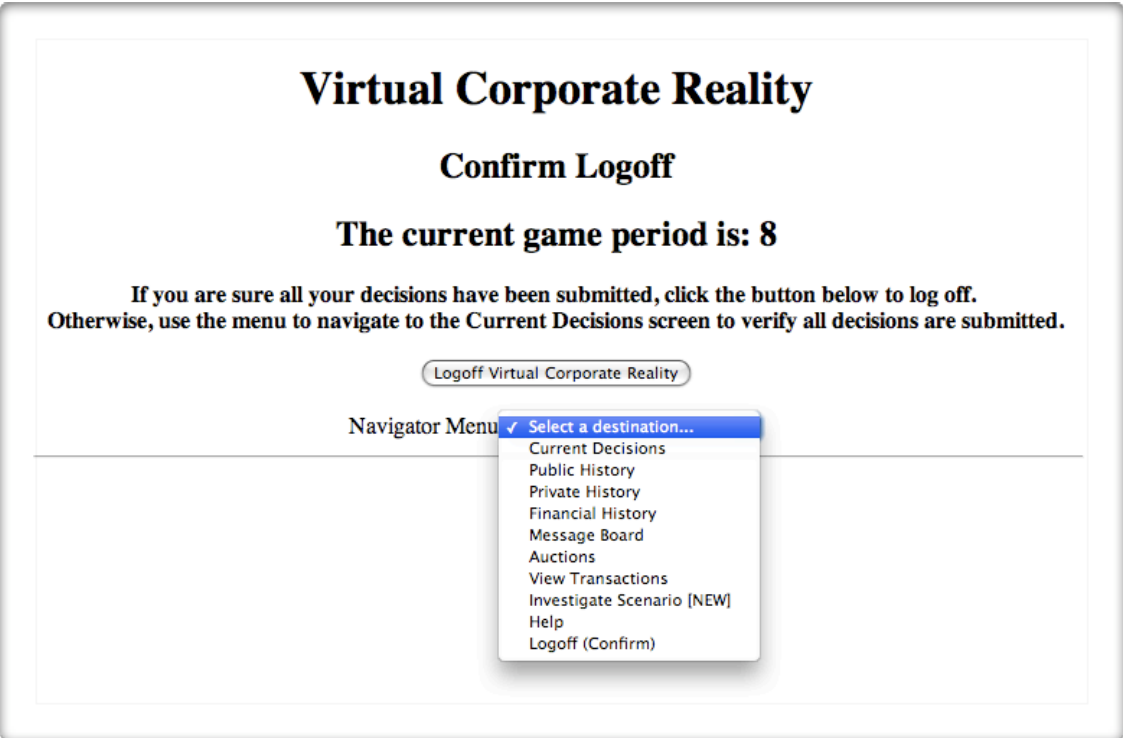 Virtual Corporate Reality
Confirm Logoff
The current game period is: 8
If you are sure all your decisions have been submitted, click the button below to log off.
Otherwise, use the menu to navigate to the Current Decisions screen to verify all decisions are submitted.
Logoff Virtual Corporate Reality
Navigator Menu ✓ Select a destination...
Current Decisions
Public History
Private History
Financial History
Message Board
Auctions
View Transactions
Investigate Scenario [NEW]
Help
Logoff (Confirm)